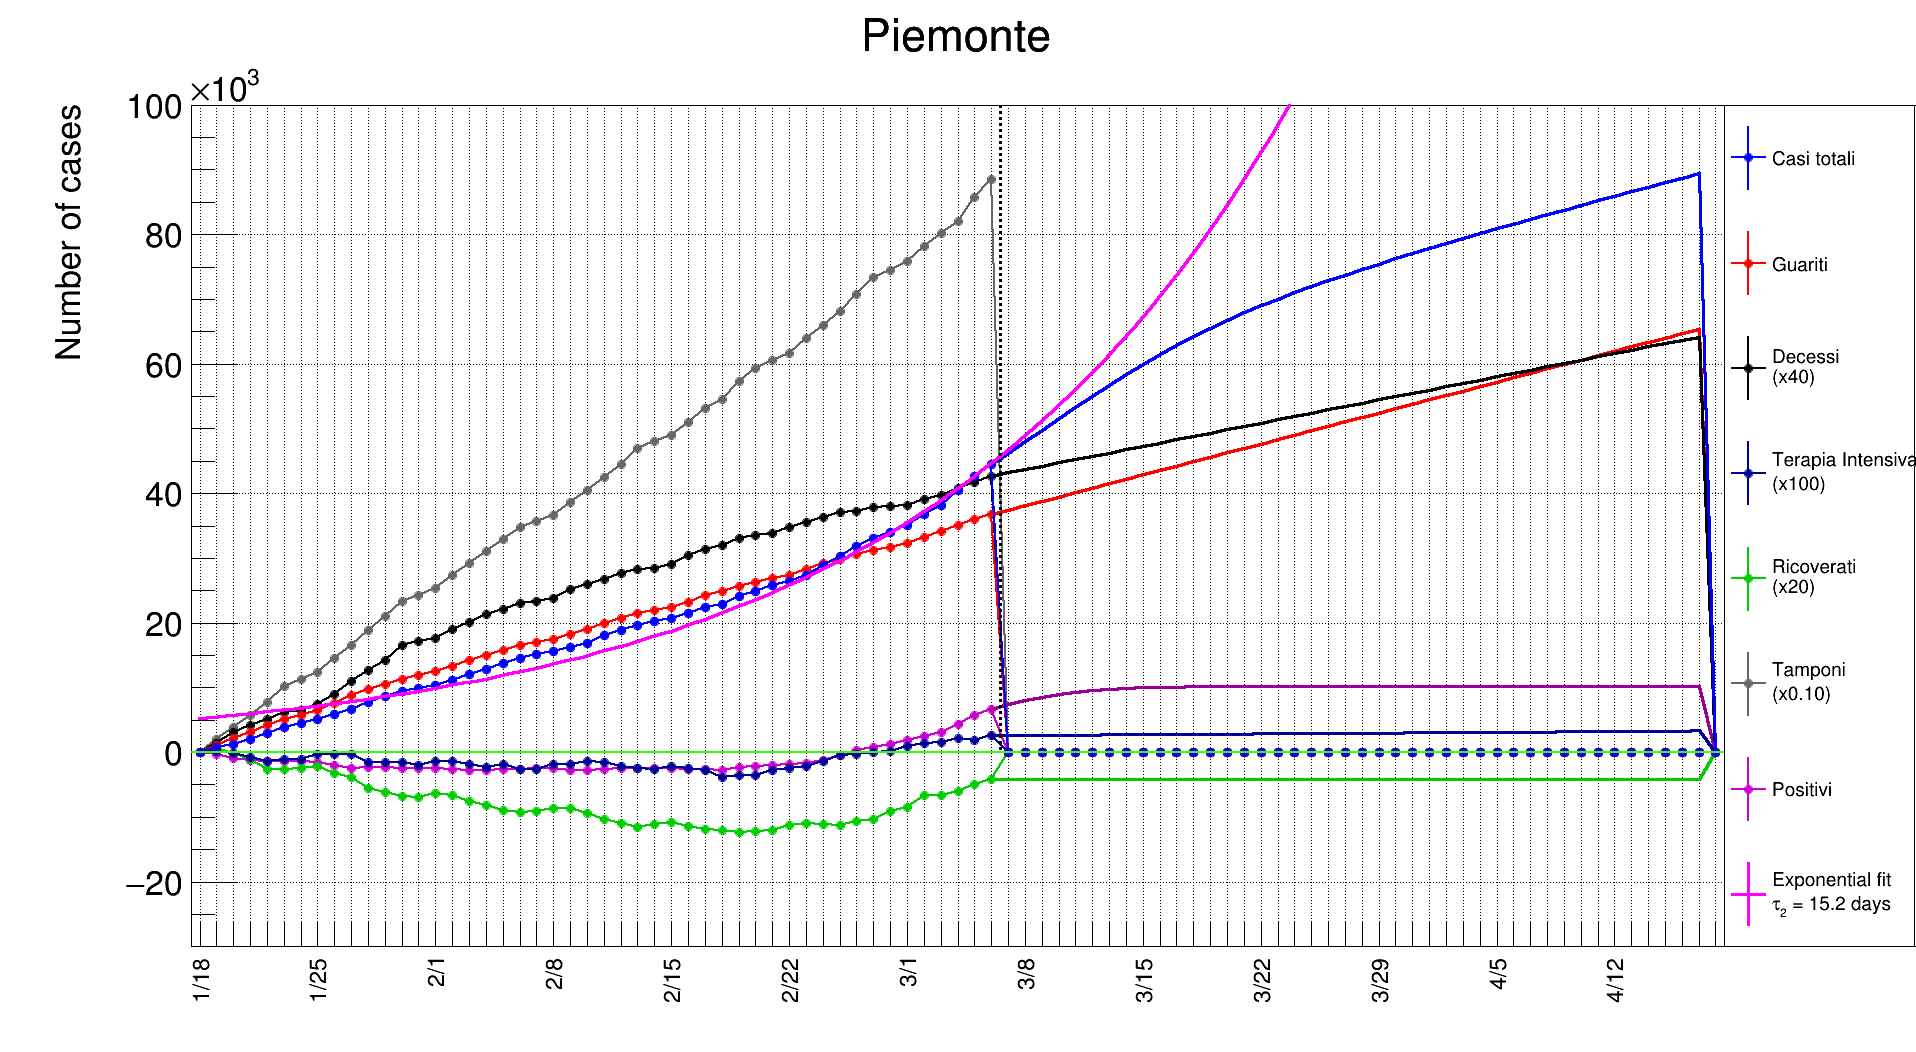 Piemonte
×10³
Number of cases
100
80
60
40
20
0
−20
1/18
1/25
2/1
2/8
2/15
2/22
3/1
3/8
3/15
3/22
3/29
4/5
4/12
Casi totali
Guariti
Decessi
(x40)
Terapia Intensiva
(x100)
Ricoverati
(x20)
Tamponi
(x0.10)
Positivi
Exponential fit
τ₂ = 15.2 days